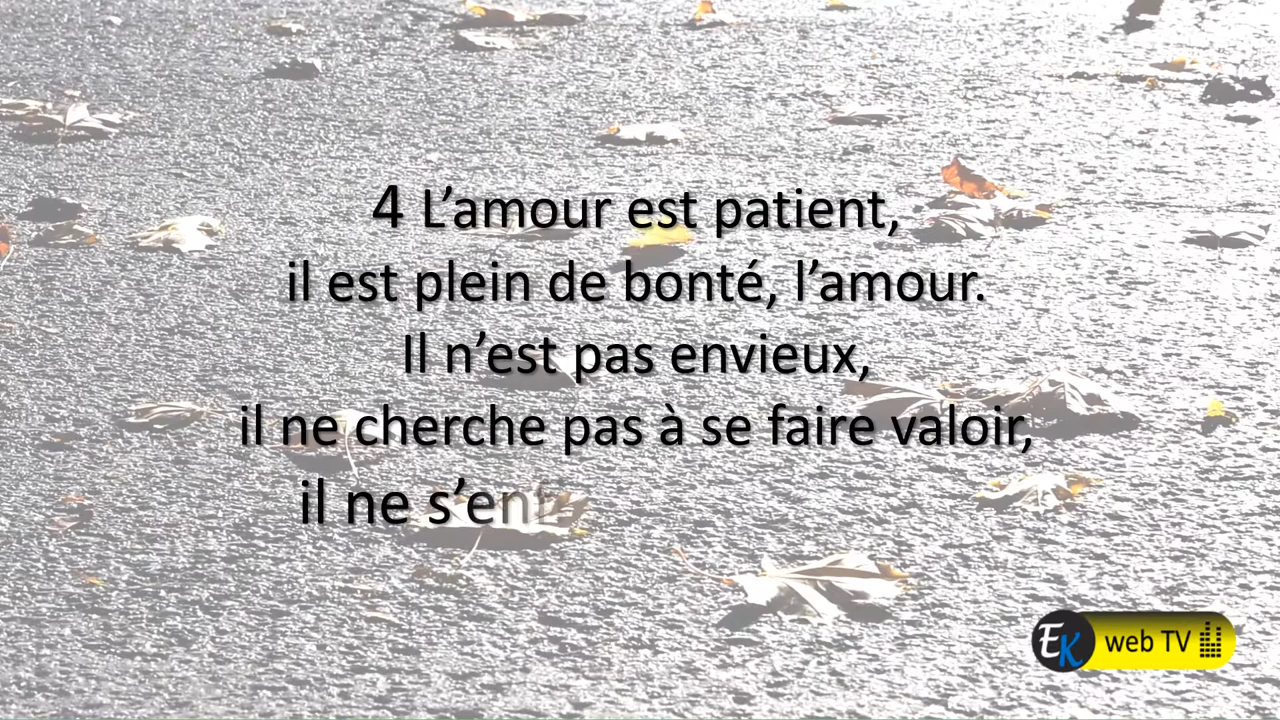 4 L’amour est patient,
il est plein de bonté, l’amour.
Il n’est pas envieux,
il ne cherche pas à se faire valoir,
il ne
EK web TV